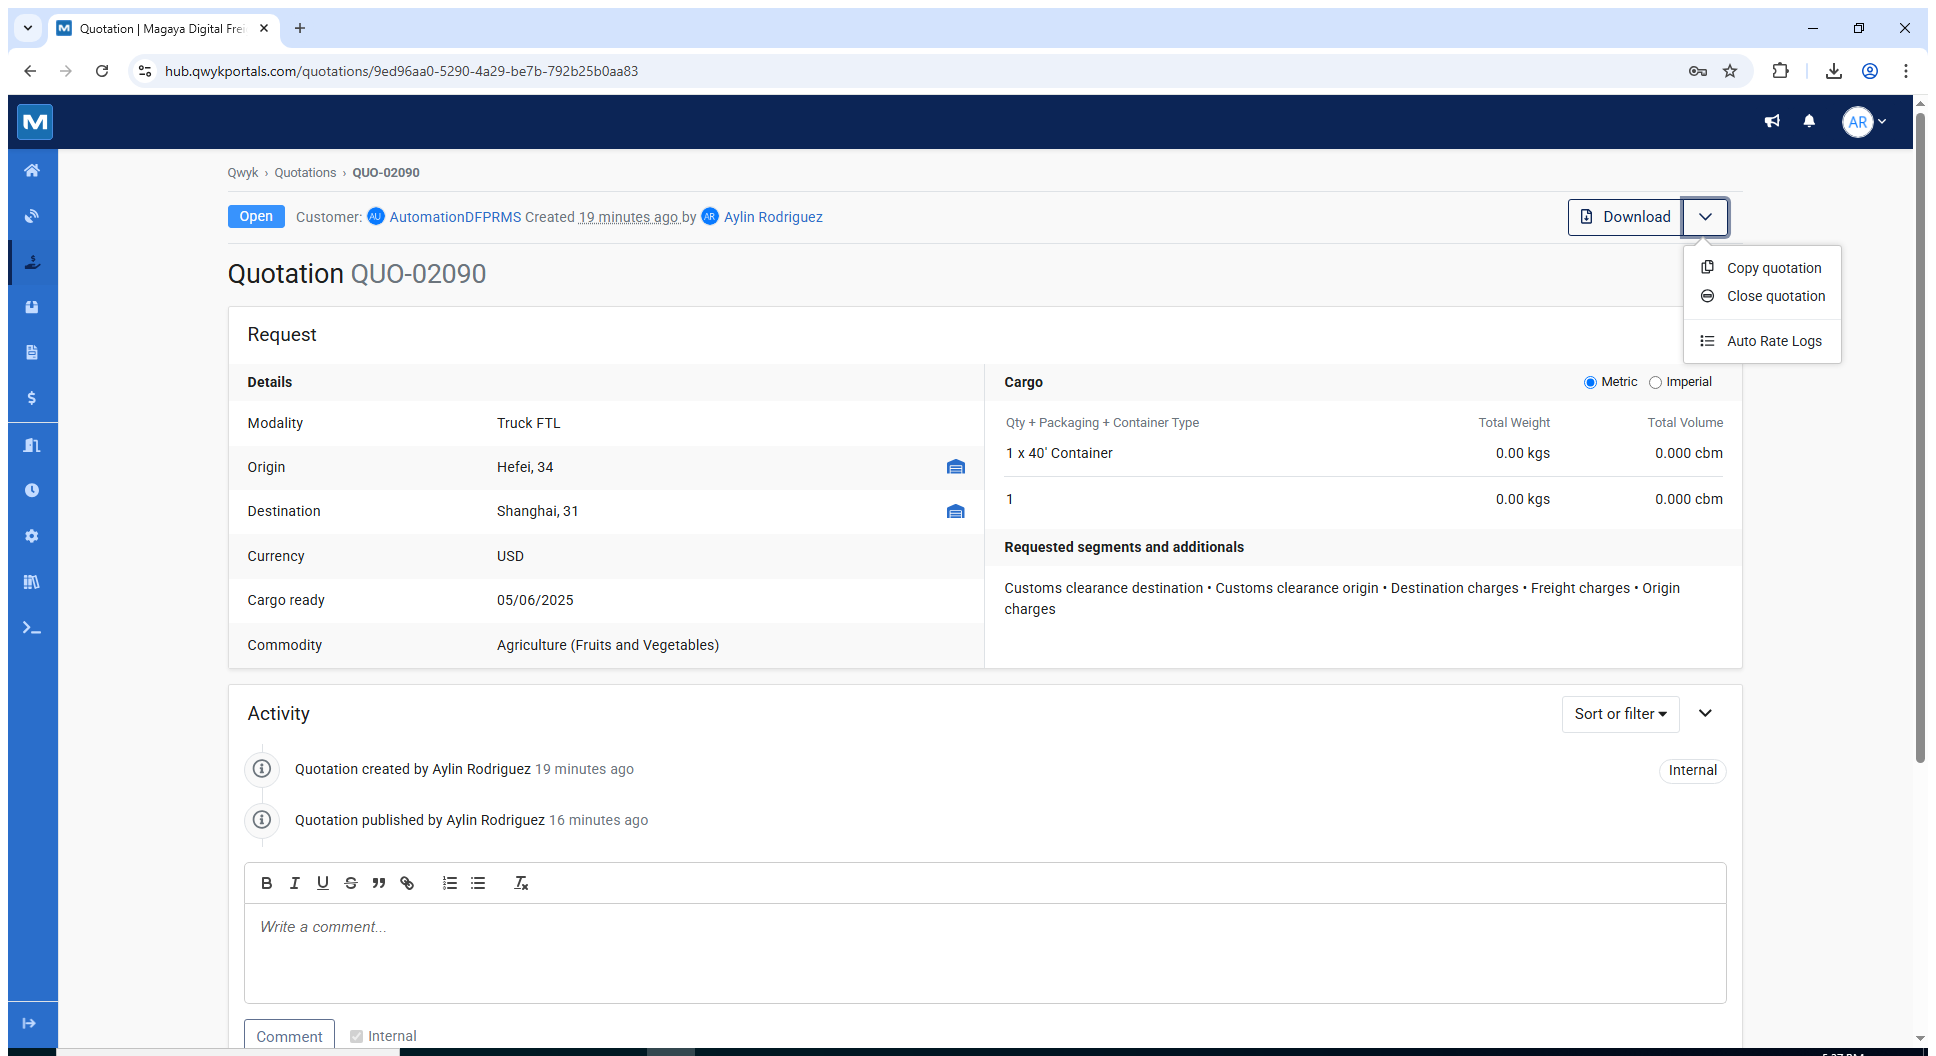 Quotation | Magaya Digital Frei
hub.qwykportals.com/quotations/9ed96aa0-5290-4a29-be7b-792b25b0aa83
M
AR
Qwyk › Quotations › QUO-02090
Open Customer: AU AutomationDFPRMS Created 19 minutes ago by AR Aylin Rodriguez
Download
Copy quotation
Close quotation
Auto Rate Logs
Quotation QUO-02090
Request
Details
Modality Truck FTL
Origin Hefei, 34
Destination Shanghai, 31
Currency USD
Cargo ready 05/06/2025
Commodity Agriculture (Fruits and Vegetables)
Cargo Metric Imperial
Qty + Packaging + Container Type Total Weight Total Volume
1 x 40' Container 0.00 kgs 0.000 cbm
1 0.00 kgs 0.000 cbm
Requested segments and additionals
Customs clearance destination • Customs clearance origin • Destination charges • Freight charges • Origin
charges
Activity
Sort or filter
Quotation created by Aylin Rodriguez 19 minutes ago
Internal
Quotation published by Aylin Rodriguez 16 minutes ago
Write a comment...
Comment Internal